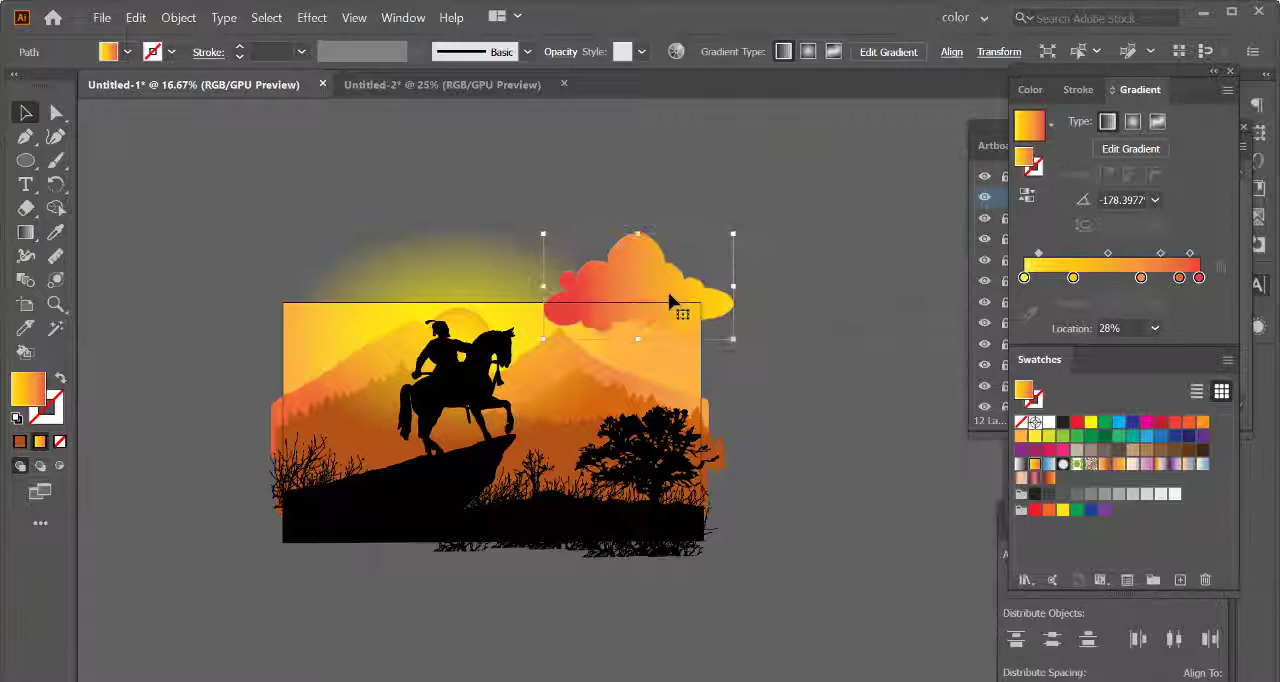 Ai File Edit Object Type Select Effect View Window Help color Search Adobe Stock
Path Stroke: Basic Opacity Style: Gradient Type: Edit Gradient Align Transform
Untitled-1* @ 16.67% (RGB/GPU Preview) × Untitled-2* @ 25% (RGB/GPU Preview) ×
Color Stroke Gradient
Type:
Edit Gradient
Artboa
-178.3977°
Location: 28%
Swatches
12 La...
Distribute Objects:
Distribute Spacing: Align To: